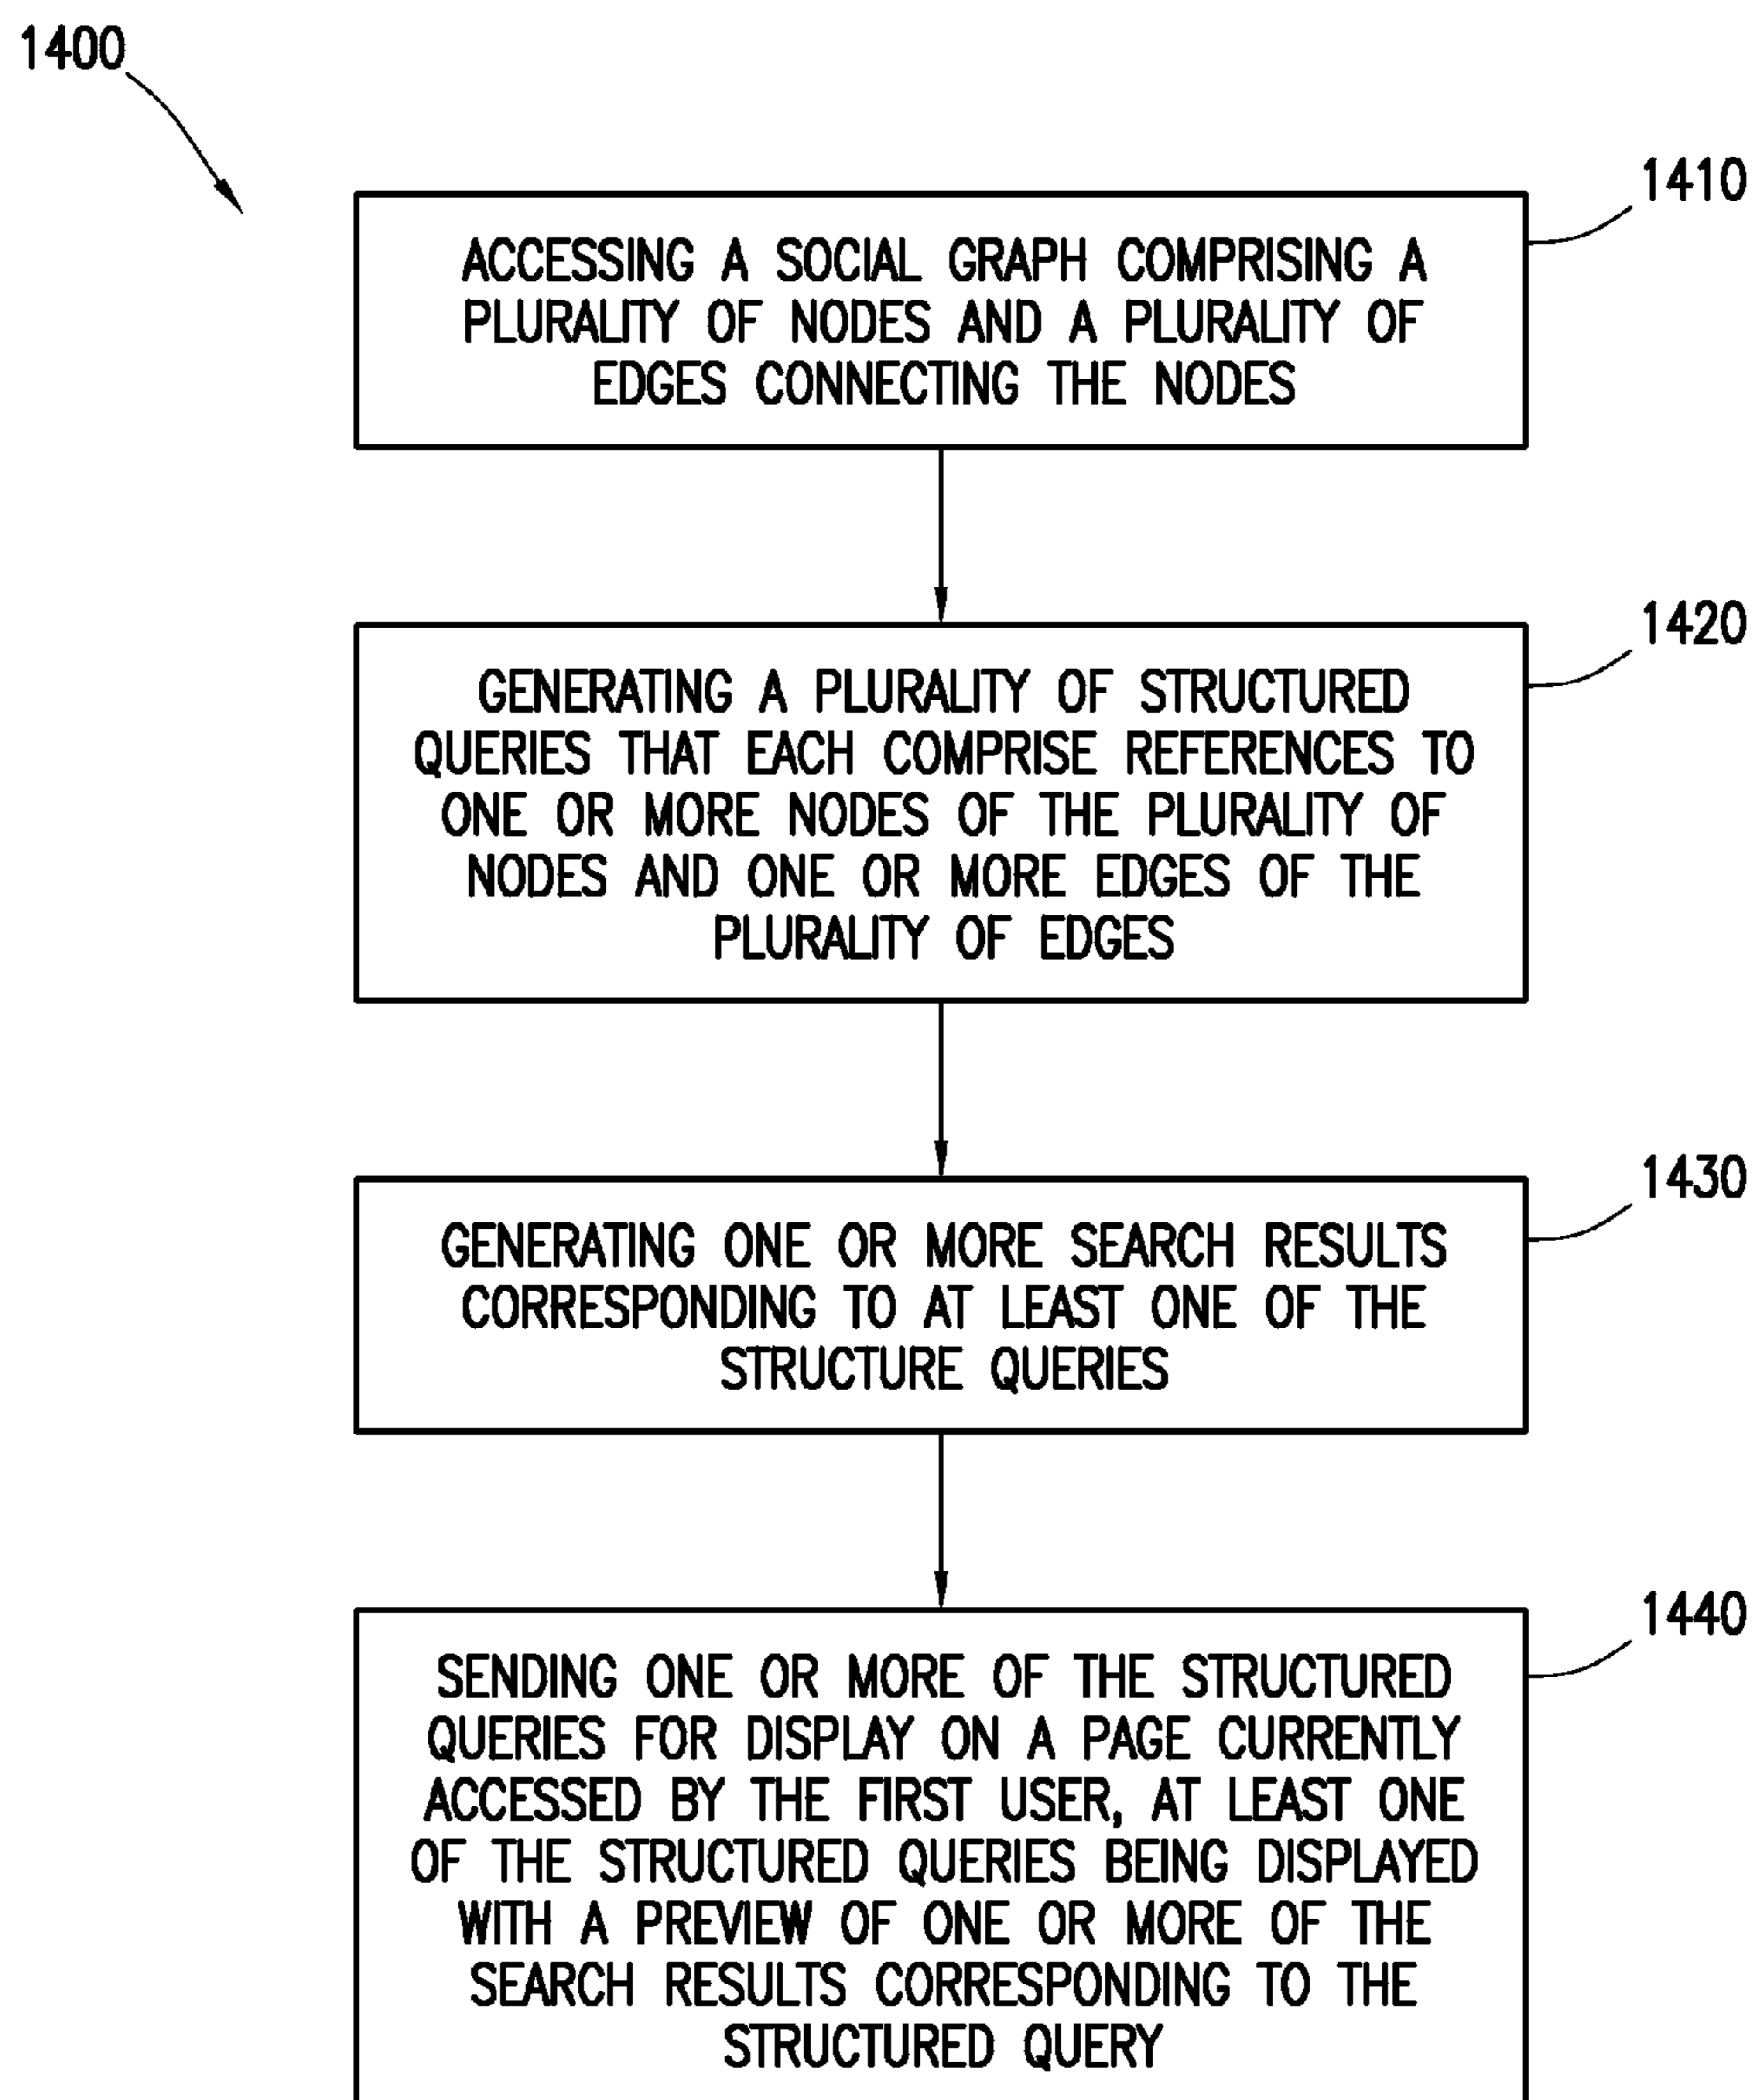 1400
1410
ACCESSING A SOCIAL GRAPH COMPRISING A
PLURALITY OF NODES AND A PLURALITY OF
EDGES CONNECTING THE NODES
1420
GENERATING A PLURALITY OF STRUCTURED
QUERIES THAT EACH COMPRISE REFERENCES TO
ONE OR MORE NODES OF THE PLURALITY OF
NODES AND ONE OR MORE EDGES OF THE
PLURALITY OF EDGES
1430
GENERATING ONE OR MORE SEARCH RESULTS
CORRESPONDING TO AT LEAST ONE OF THE
STRUCTURE QUERIES
1440
SENDING ONE OR MORE OF THE STRUCTURED
QUERIES FOR DISPLAY ON A PAGE CURRENTLY
ACCESSED BY THE FIRST USER, AT LEAST ONE
OF THE STRUCTURED QUERIES BEING DISPLAYED
WITH A PREVIEW OF ONE OR MORE OF THE
SEARCH RESULTS CORRESPONDING TO THE
STRUCTURED QUERY